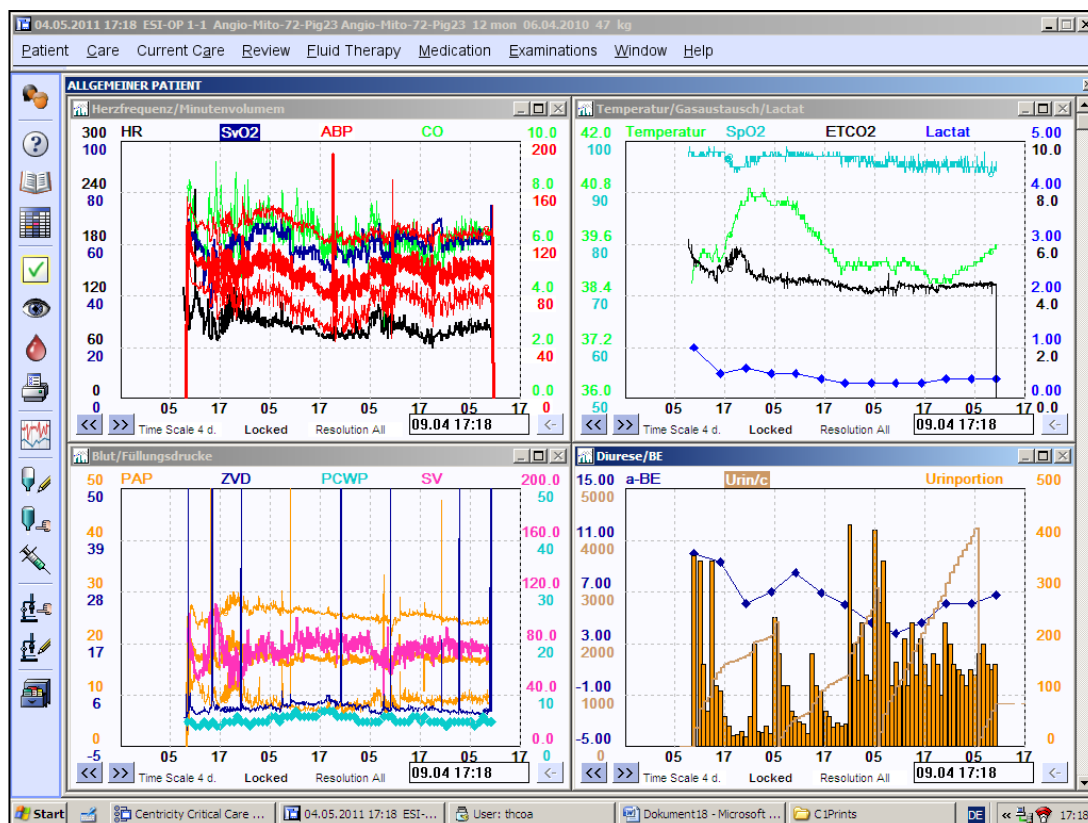 04.05.2011 17:18 ESI-OP 1-1 Angio-Mito-72-Pig23 Angio-Mito-72-Pig23 12 mon 06.04.2010 47 kg
Patient Care Current Care Review Fluid Therapy Medication Examinations Window Help
ALLGEMEINER PATIENT
Herzfrequenz/Minutenvolumem
300 HR SvO2 ABP CO 10.0
100 200
240 8.0
80 160
180 6.0
60 120
120 4.0
40 80
60 2.0
20 40
0 0.0
0 0
05 17 05 17 05 17 05 17
<< >> Time Scale 4 d. Locked Resolution All 09.04 17:18 <-
Temperatur/Gasaustausch/Lactat
42.0 Temperatur SpO2 ETCO2 Lactat 5.00
100 10.0
40.8 4.00
90 8.0
39.6 3.00
80 6.0
38.4 2.00
70 4.0
37.2 1.00
60 2.0
36.0 0.00
50 0.0
05 17 05 17 05 17 05 17
<< >> Time Scale 4 d. Locked Resolution All 09.04 17:18 <-
Blut/Füllungsdrucke
50 PAP ZVD PCWP SV 200.0
50 50
40 160.0
39 40
30 120.0
28 30
20 80.0
17 20
10 40.0
6 10
0 0.0
-5 0
05 17 05 17 05 17 05 17
<< >> Time Scale 4 d. Locked Resolution All 09.04 17:18 <-
Diurese/BE
15.00 a-BE Urin/c Urinportion 500
5000
11.00 400
4000
7.00 300
3000
3.00 200
2000
-1.00 100
1000
-5.00 0
0
05 17 05 17 05 17 05 17
<< >> Time Scale 4 d. Locked Resolution All 09.04 17:18 <-
Start Centricity Critical Care ... 04.05.2011 17:18 ESI-... User: thcoa Dokument18 - Microsoft ... C1Prints DE « 17:19